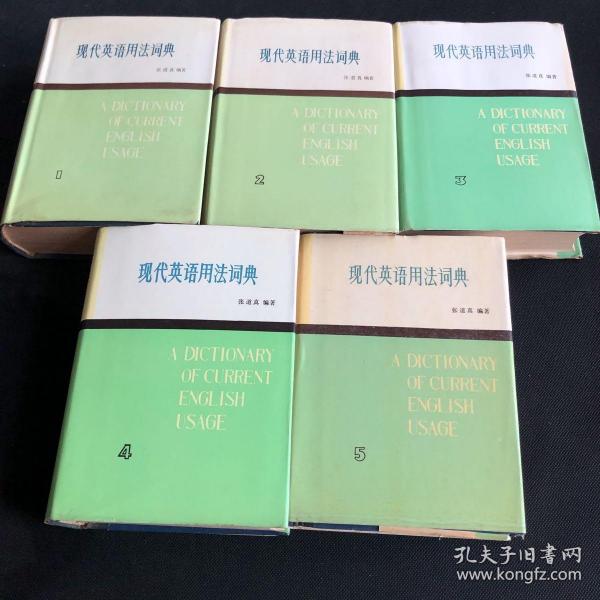 现代英语用法词典
张道真 编著
A DICTIONARY
OF CURRENT
ENGLISH
USAGE
1
现代英语用法词典
张道真 编著
A DICTIONARY
OF CURRENT
ENGLISH
USAGE
2
现代英语用法词典
张道真 编著
A DICTIONARY
OF CURRENT
ENGLISH
USAGE
3
现代英语用法词典
张道真 编著
A DICTIONARY
OF CURRENT
ENGLISH
USAGE
4
现代英语用法词典
张道真 编著
A DICTIONARY
OF CURRENT
ENGLISH
USAGE
5
孔夫子旧书网
www.kongfz.com